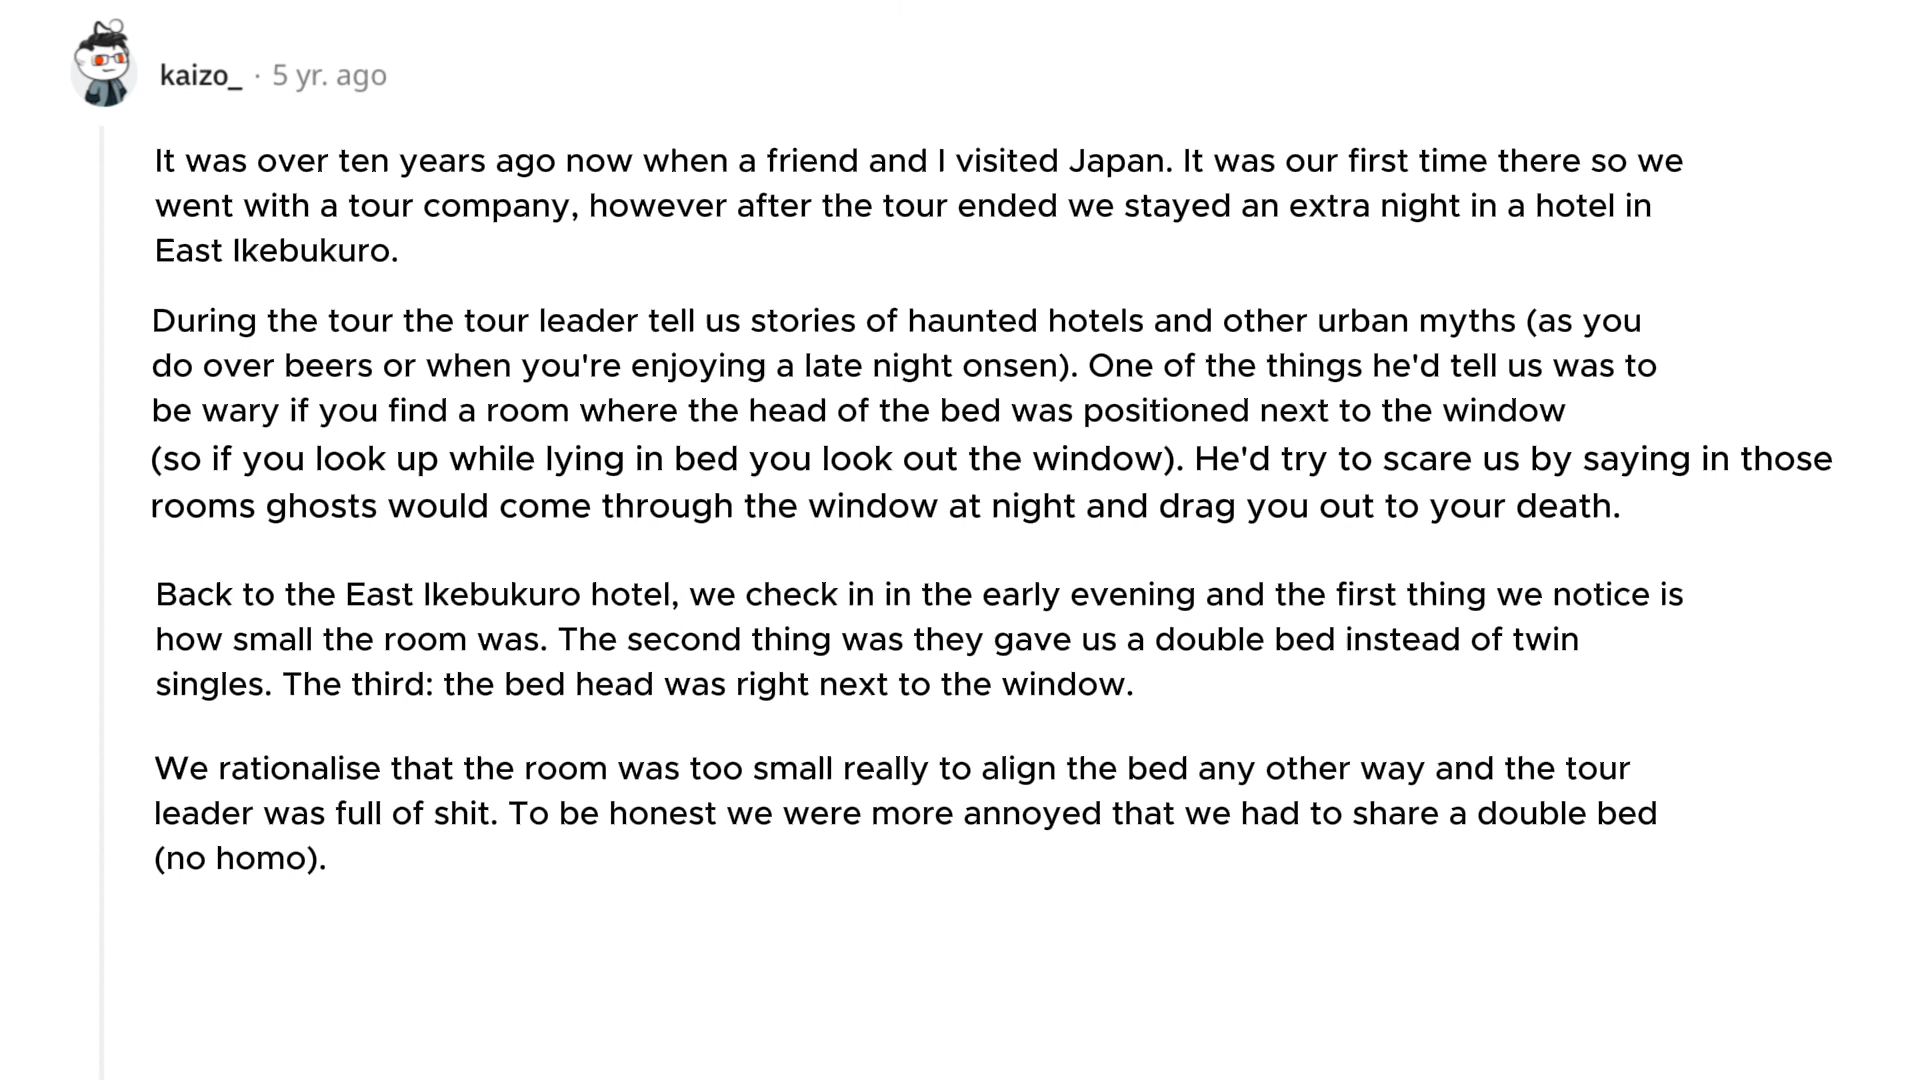 kaizo_ · 5 yr. ago
It was over ten years ago now when a friend and I visited Japan. It was our first time there so we
went with a tour company, however after the tour ended we stayed an extra night in a hotel in
East Ikebukuro.
During the tour the tour leader tell us stories of haunted hotels and other urban myths (as you
do over beers or when you're enjoying a late night onsen). One of the things he'd tell us was to
be wary if you find a room where the head of the bed was positioned next to the window
(so if you look up while lying in bed you look out the window). He'd try to scare us by saying in those
rooms ghosts would come through the window at night and drag you out to your death.
Back to the East Ikebukuro hotel, we check in in the early evening and the first thing we notice is
how small the room was. The second thing was they gave us a double bed instead of twin
singles. The third: the bed head was right next to the window.
We rationalise that the room was too small really to align the bed any other way and the tour
leader was full of shit. To be honest we were more annoyed that we had to share a double bed
(no homo).